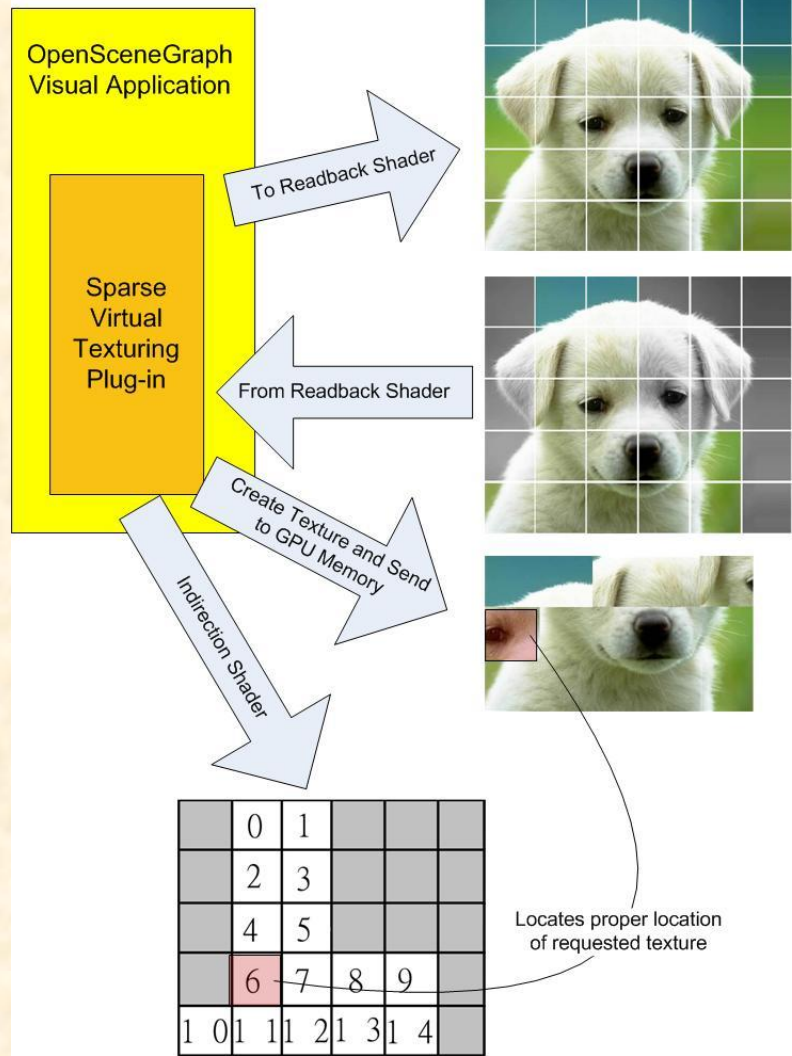 OpenSceneGraph
Visual Application
To Readback Shader
Sparse
Virtual
Texturing
Plug-in
From Readback Shader
Create Texture and Send
to GPU Memory
Indirection Shader
0 1
2 3
4 5
6 7 8 9
1 0 1 1 1 2 1 3 1 4
Locates proper location
of requested texture